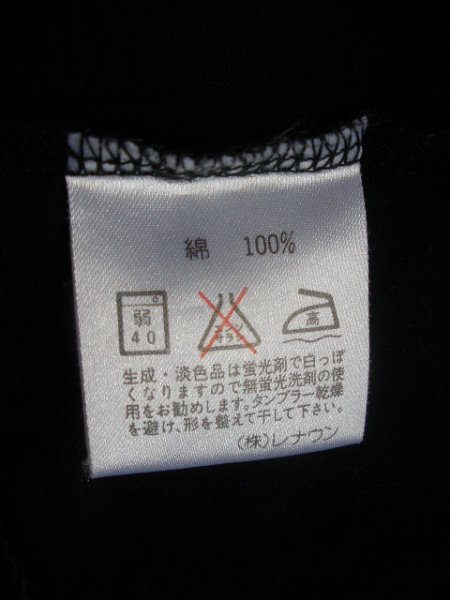 綿 100%
弱
40
エンソ
サラシ
高
生成・淡色品は蛍光剤で白っぽ
くなりますので無蛍光洗剤の使
用をお勧めします。タンブラー乾燥
を避け、形を整えて干して下さい。
(株)レナウン